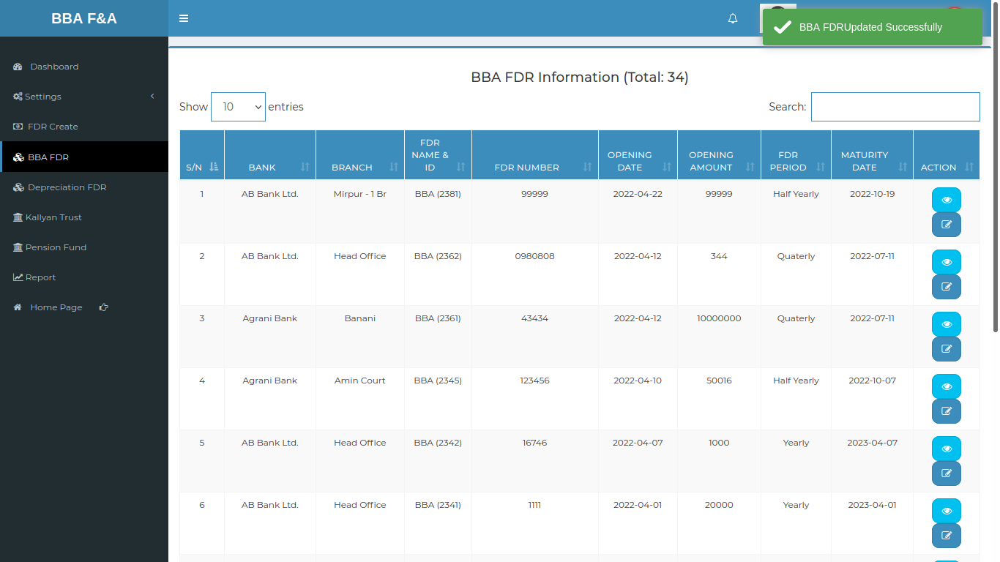 BBA F&A
BBA FDRUpdated Successfully
Dashboard
Settings
FDR Create
BBA FDR
Depreciation FDR
Kallyan Trust
Pension Fund
Report
Home Page
BBA FDR Information (Total: 34)
Show 10 entries Search:
S/N BANK BRANCH FDR NAME & ID FDR NUMBER OPENING DATE OPENING AMOUNT FDR PERIOD MATURITY DATE ACTION
1 AB Bank Ltd. Mirpur - 1 Br BBA (2381) 99999 2022-04-22 99999 Half Yearly 2022-10-19
2 AB Bank Ltd. Head Office BBA (2362) 0980808 2022-04-12 344 Quaterly 2022-07-11
3 Agrani Bank Banani BBA (2361) 43434 2022-04-12 10000000 Quaterly 2022-07-11
4 Agrani Bank Amin Court BBA (2345) 123456 2022-04-10 50016 Half Yearly 2022-10-07
5 AB Bank Ltd. Head Office BBA (2342) 16746 2022-04-07 1000 Yearly 2023-04-07
6 AB Bank Ltd. Head Office BBA (2341) 1111 2022-04-01 20000 Yearly 2023-04-01